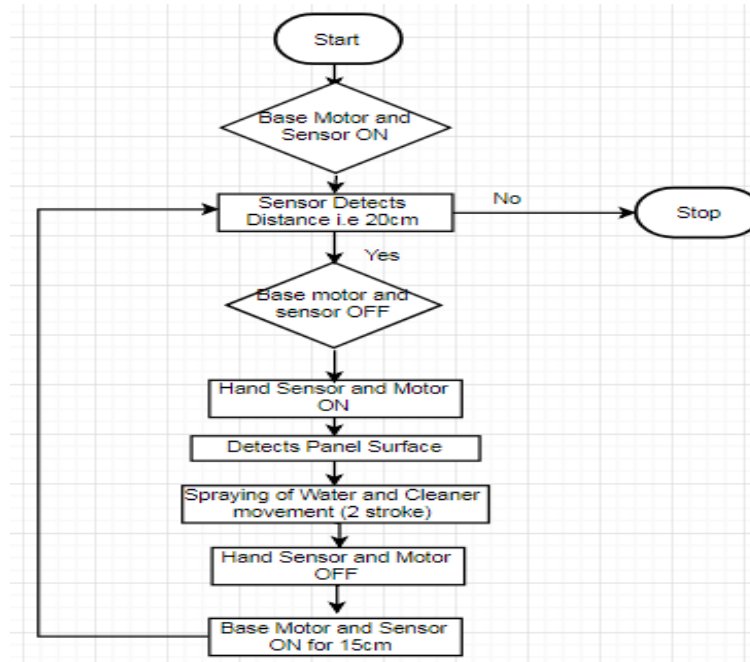 Start
Base Motor and
Sensor ON
Sensor Detects
Distance i.e 20cm
No
Stop
Yes
Base motor and
sensor OFF
Hand Sensor and Motor
ON
Detects Panel Surface
Spraying of Water and Cleaner
movement (2 stroke)
Hand Sensor and Motor
OFF
Base Motor and Sensor
ON for 15cm